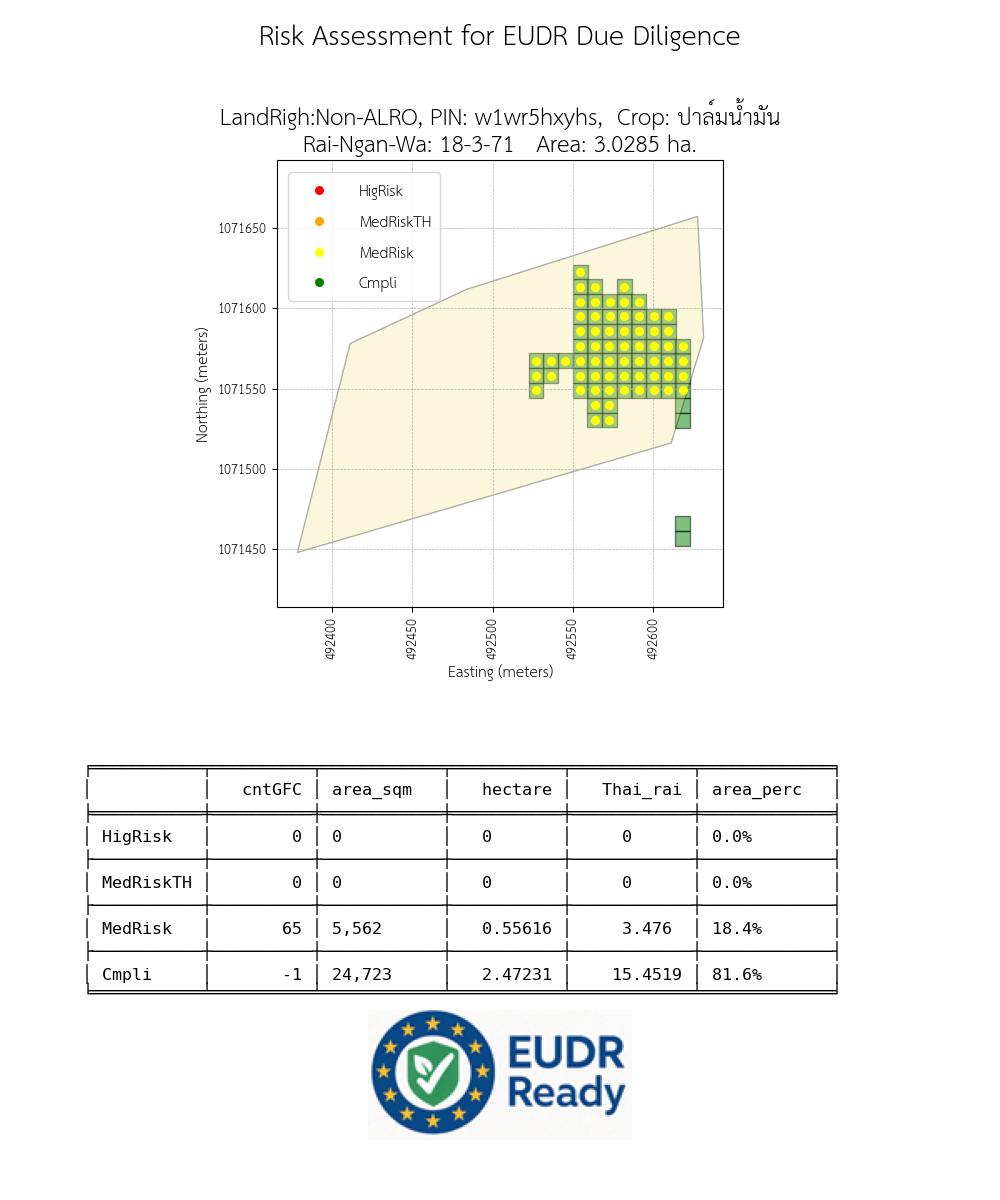 Risk Assessment for EUDR Due Diligence
LandRigh:Non-ALRO, PIN: w1wr5hxyhs, Crop: ปาล์มน้ำมัน
Rai-Ngan-Wa: 18-3-71 Area: 3.0285 ha.
HigRisk
MedRiskTH
MedRisk
Cmpli
1071650
1071600
1071550
1071500
1071450
Northing (meters)
492400 492450 492500 492550 492600
Easting (meters)
cntGFC area_sqm hectare Thai_rai area_perc
HigRisk 0 0 0 0 0.0%
MedRiskTH 0 0 0 0 0.0%
MedRisk 65 5,562 0.55616 3.476 18.4%
Cmpli -1 24,723 2.47231 15.4519 81.6%
EUDR
Ready